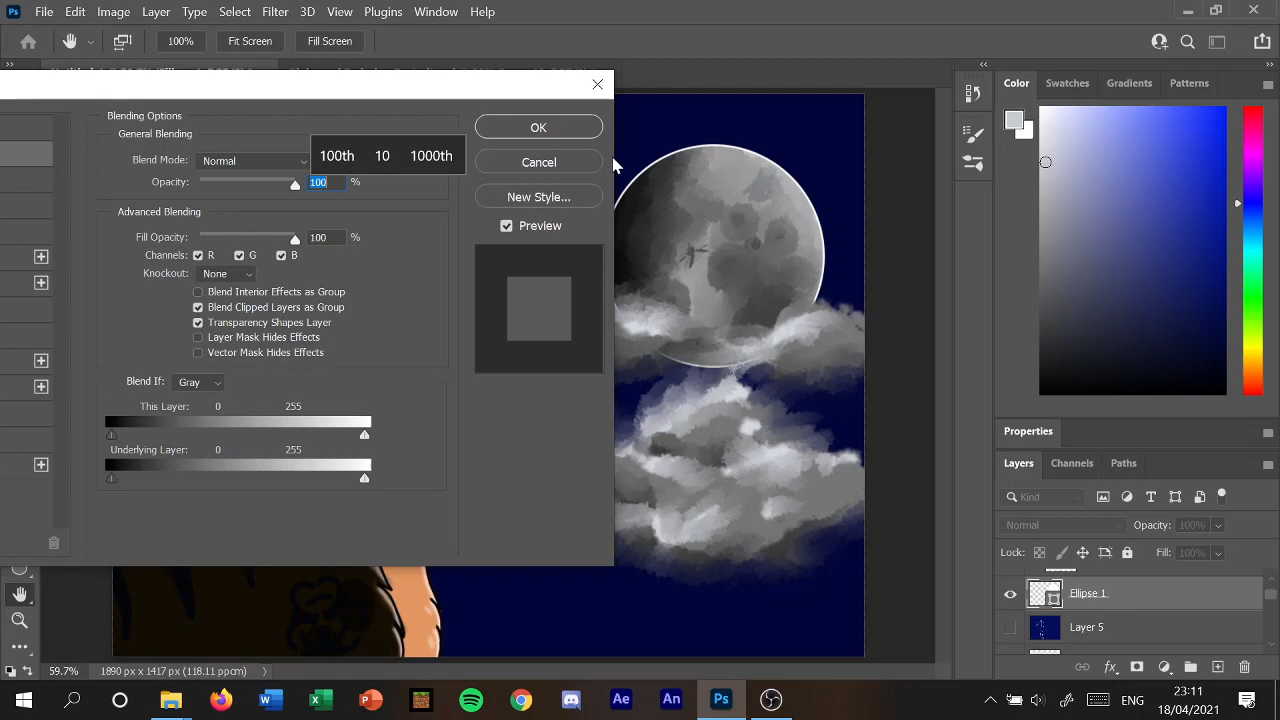 Ps File Edit Image Layer Type Select Filter 3D View Plugins Window Help
100% Fit Screen Fill Screen
Color Swatches Gradients Patterns
Blending Options
General Blending
Blend Mode: Normal
100th 10 1000th
Opacity: 100 %
Advanced Blending
Fill Opacity: 100 %
Channels: R G B
Knockout: None
Blend Interior Effects as Group
Blend Clipped Layers as Group
Transparency Shapes Layer
Layer Mask Hides Effects
Vector Mask Hides Effects
Blend If: Gray
This Layer: 0 255
Underlying Layer: 0 255
OK
Cancel
New Style...
Preview
Properties
Layers Channels Paths
Kind
Normal Opacity: 100%
Lock: Fill: 100%
Ellipse 1
Layer 5
fx
59.7% 1890 px x 1417 px (118.11 ppcm)
W X P Ae An Ps
ENG
23:11
18/04/2021